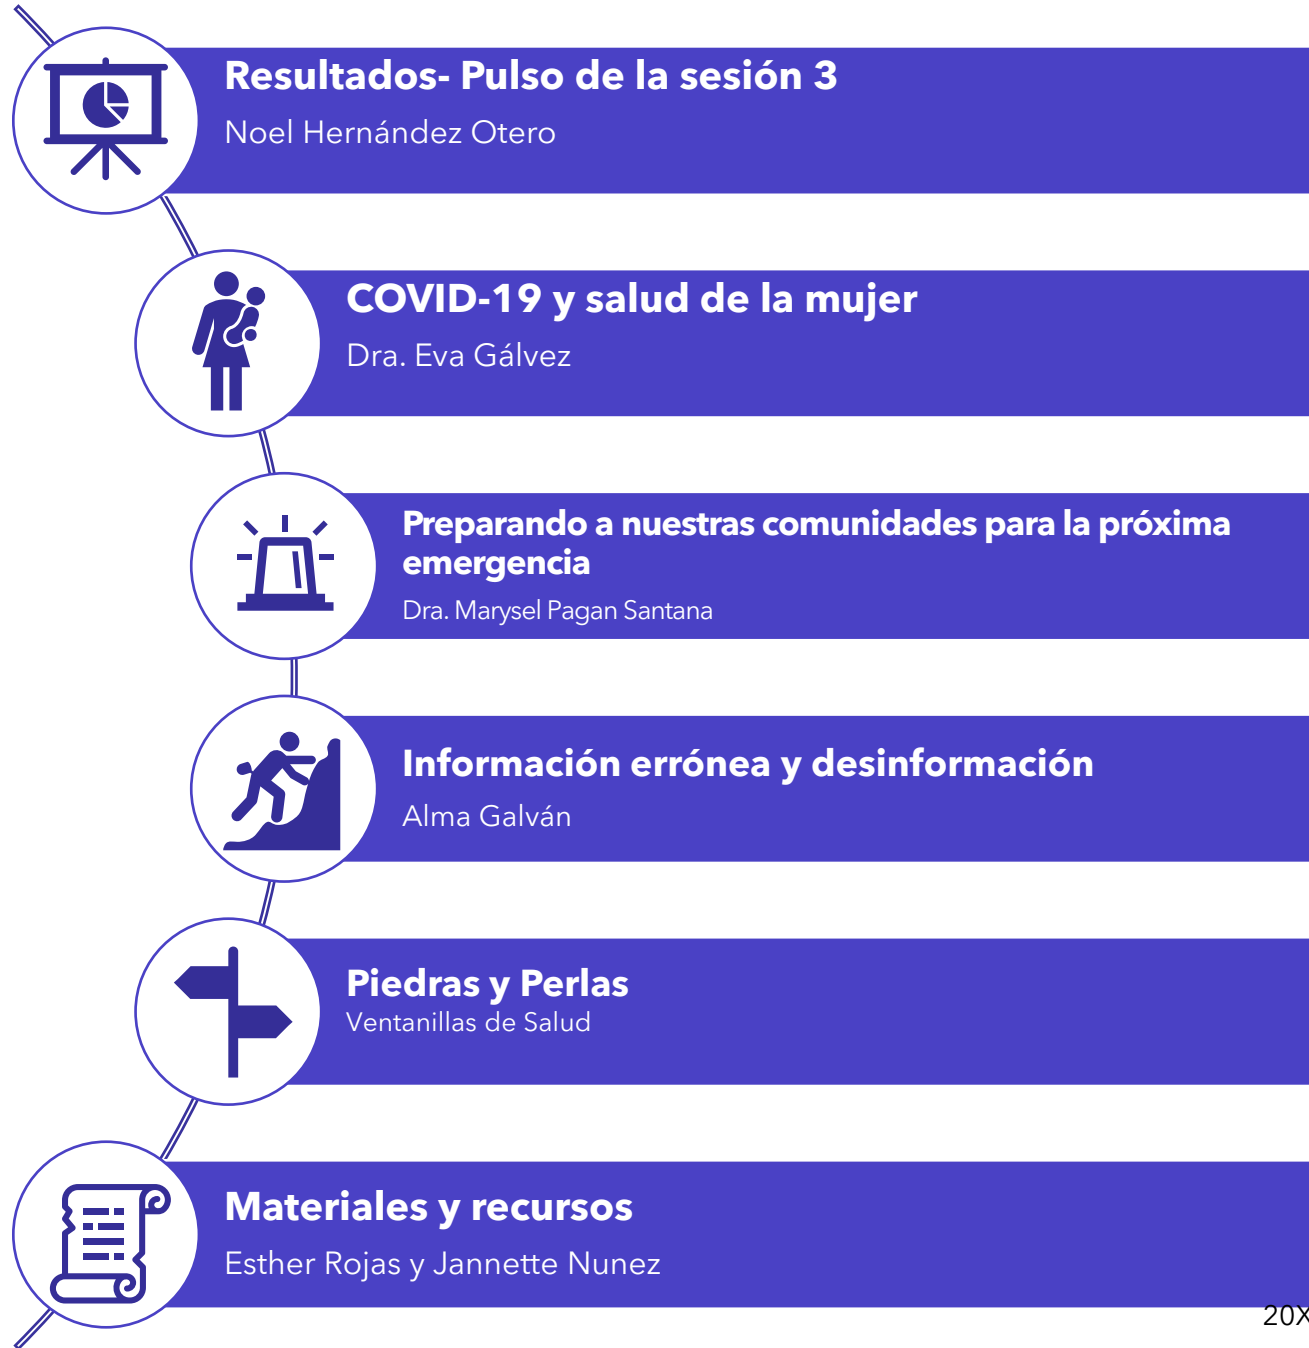 Resultados- Pulso de la sesión 3
Noel Hernández Otero
COVID-19 y salud de la mujer
Dra. Eva Gálvez
Preparando a nuestras comunidades para la próxima
emergencia
Dra. Marysel Pagan Santana
Información errónea y desinformación
Alma Galván
Piedras y Perlas
Ventanillas de Salud
Materiales y recursos
Esther Rojas y Jannette Nunez
20X